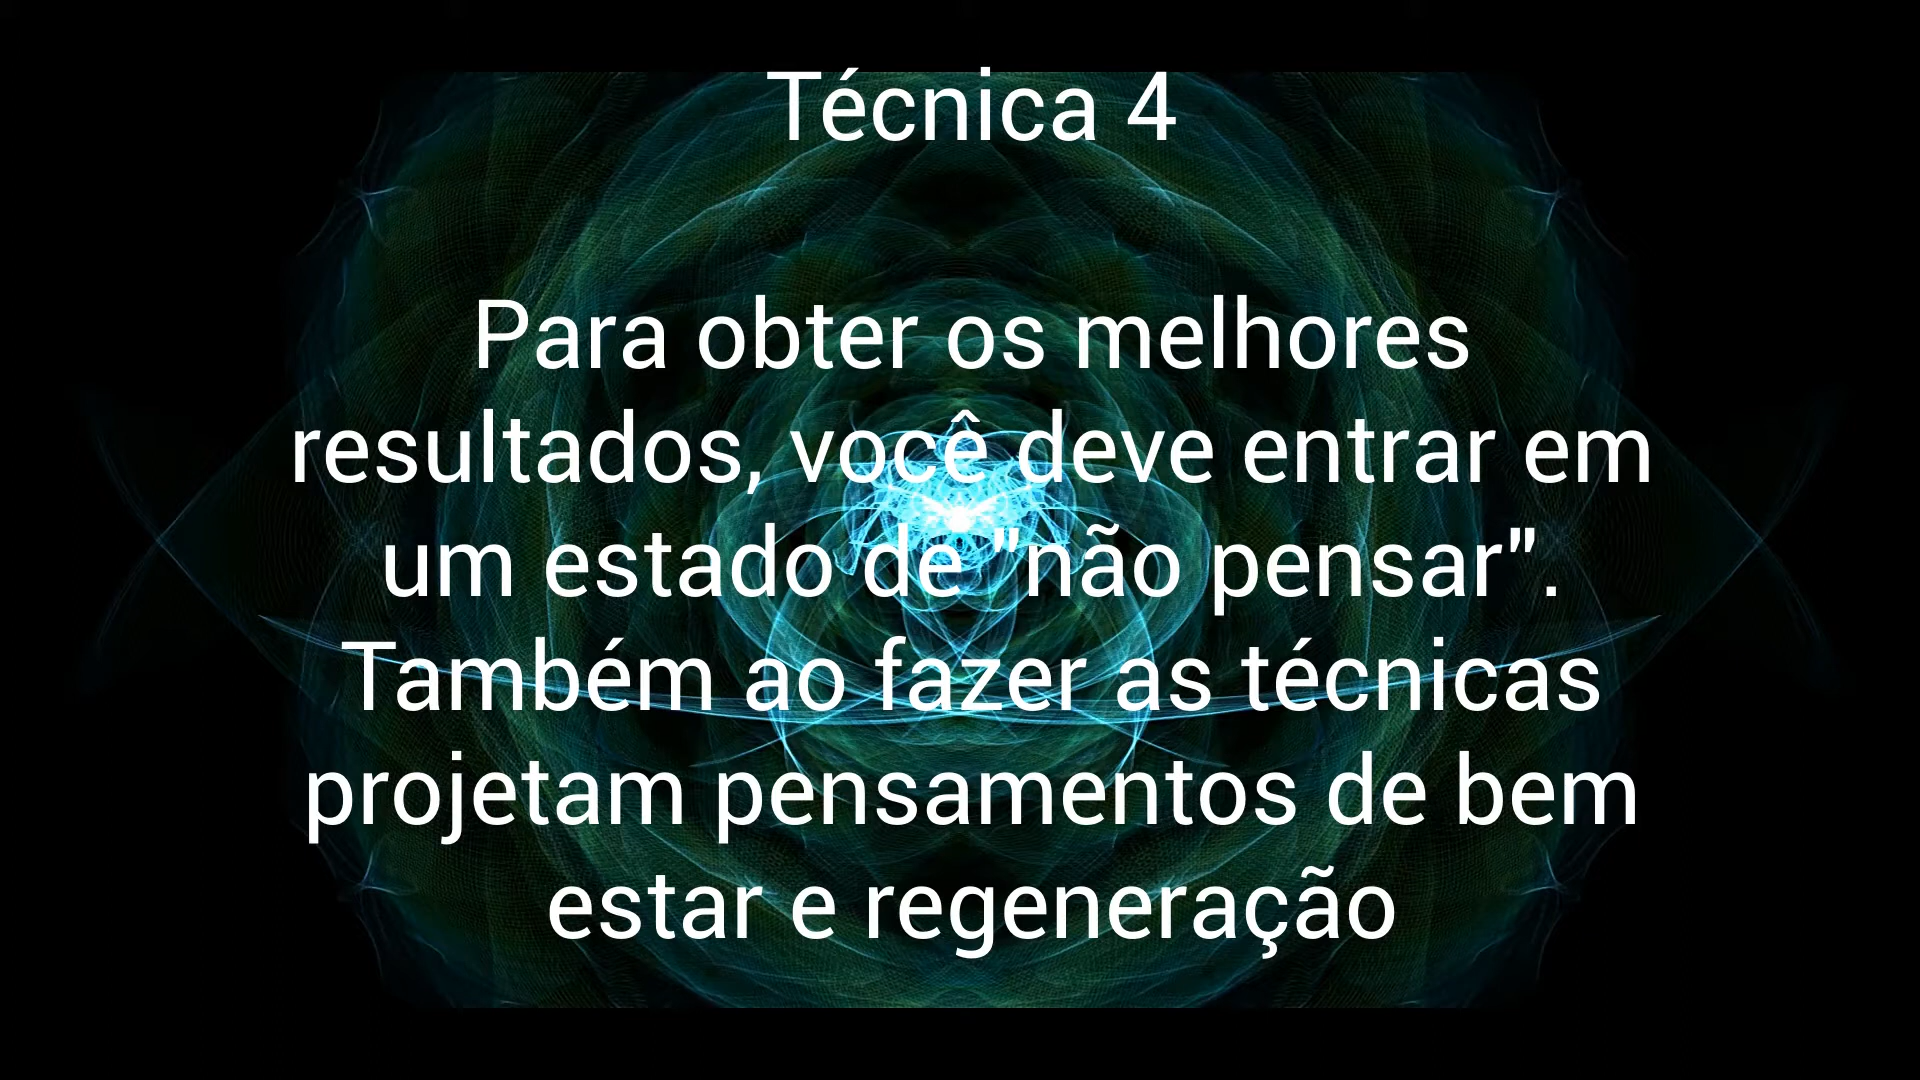 Técnica 4
Para obter os melhores
resultados, você deve entrar em
um estado de "não pensar".
Também ao fazer as técnicas
projetam pensamentos de bem
estar e regeneração